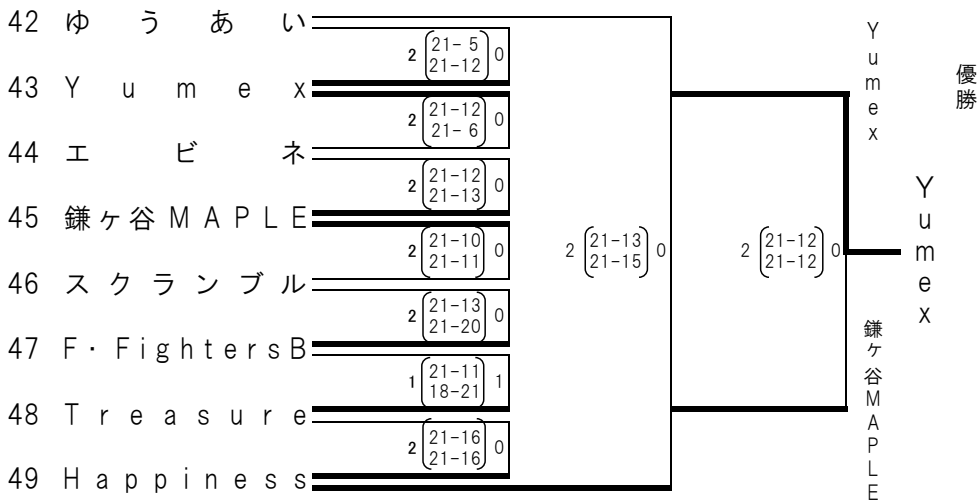 42 ゆうあい
2 21-5 0
21-12
43 Yumex
2 21-12 0
21-6
44 エビネ
2 21-12 0
21-13
45 鎌ヶ谷MAPLE
2 21-10 0
21-11
46 スクランブル
2 21-13 0
21-20
47 F・FightersB
1 21-11 1
18-21
48 Treasure
2 21-16 0
21-16
49 Happiness
2 21-13 0
21-15
Yumex
2 21-12 0
21-12
鎌ヶ谷MAPLE
優勝
Yumex